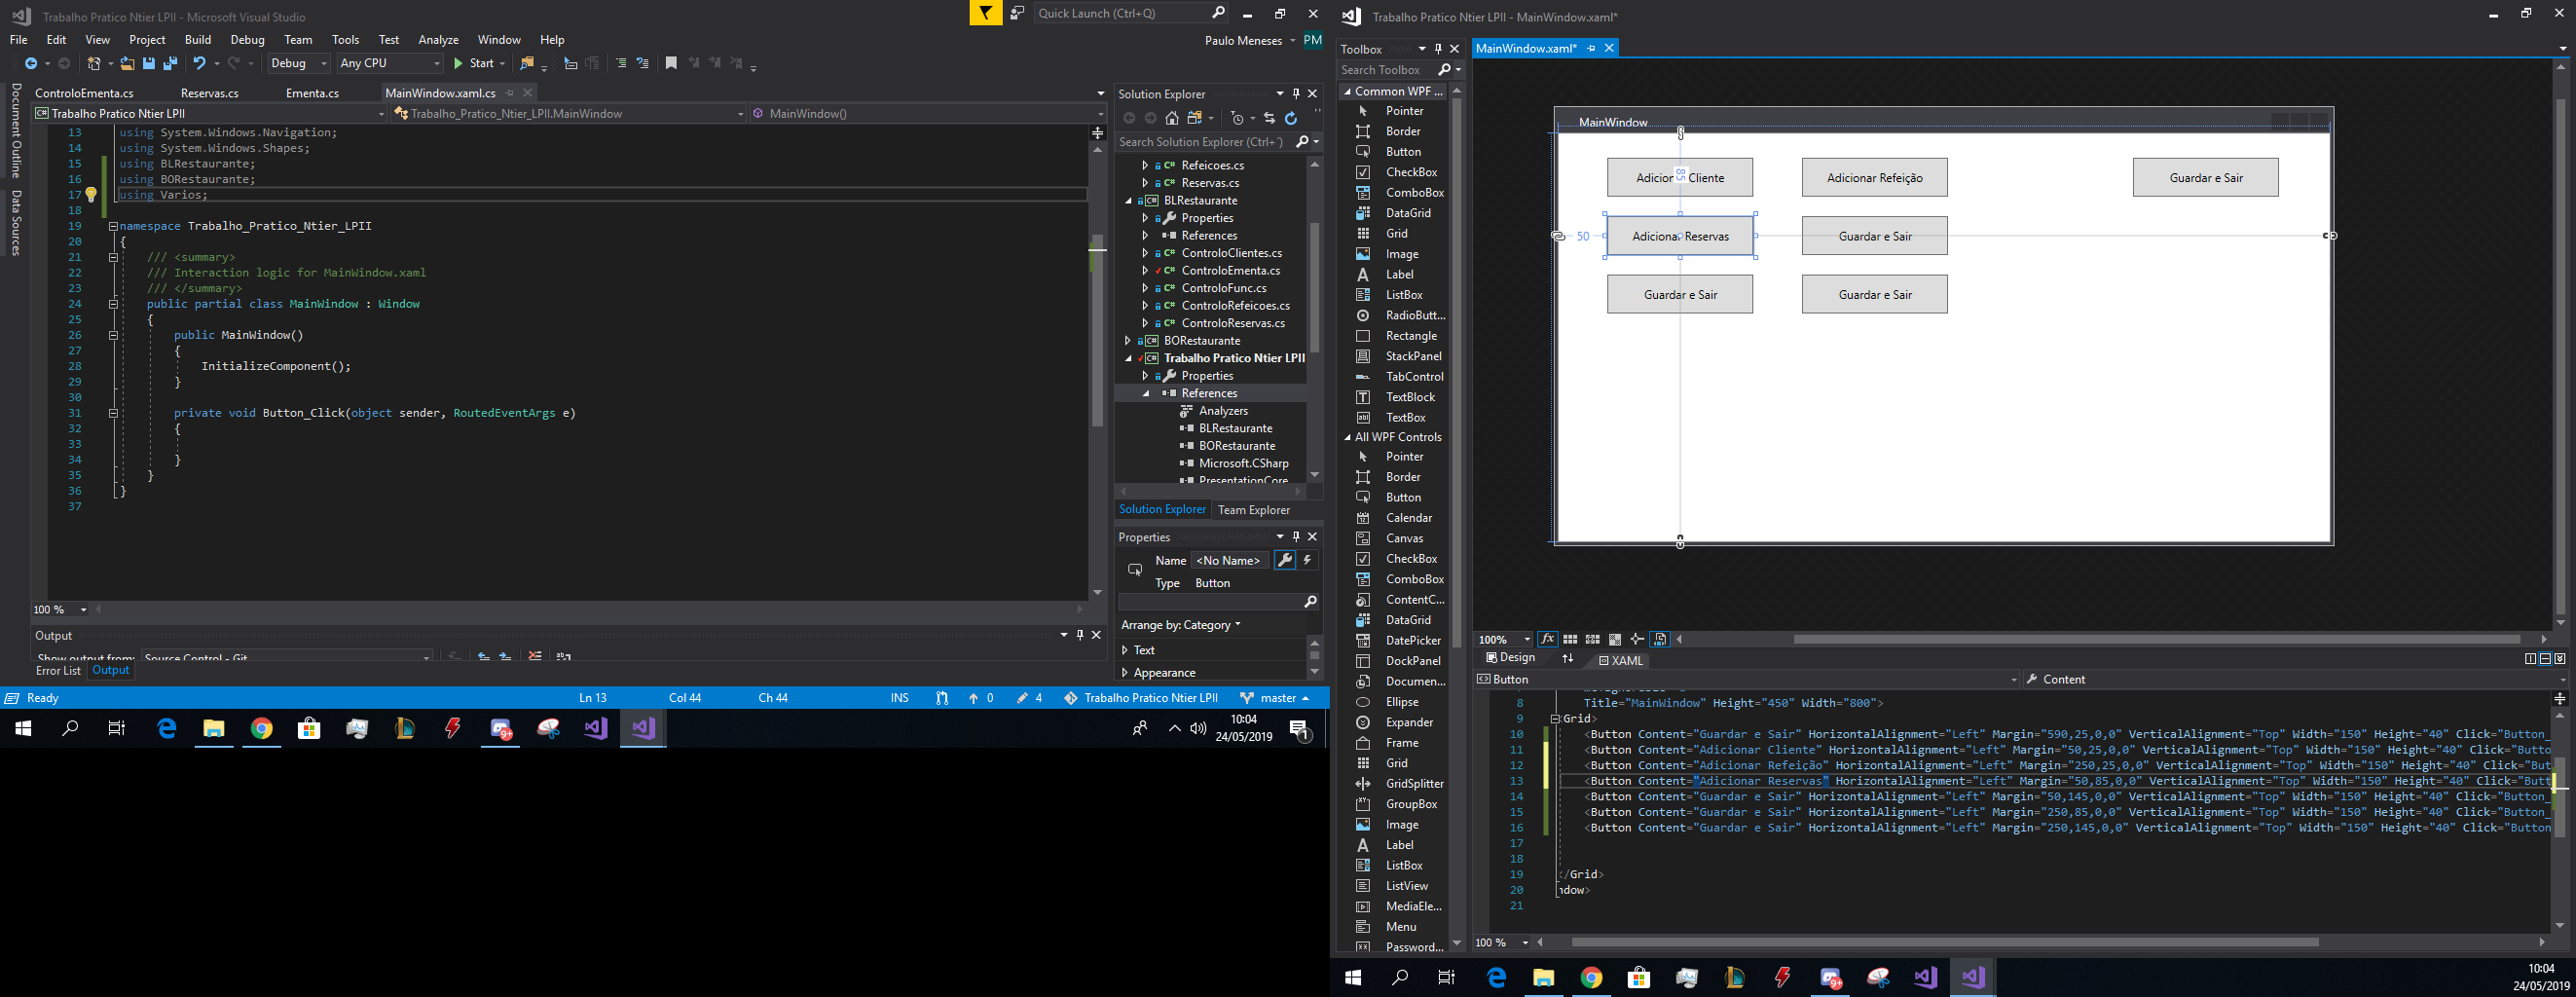 Trabalho Pratico Ntier LPII - Microsoft Visual Studio
Quick Launch (Ctrl+Q)
File Edit View Project Build Debug Team Tools Test Analyze Window Help
Paulo Meneses PM
Debug Any CPU Start
Document Outline
Data Sources
ControloEmenta.cs Reservas.cs Ementa.cs MainWindow.xaml.cs
Trabalho Pratico Ntier LPII Trabalho_Pratico_Ntier_LPII.MainWindow MainWindow()
13 using System.Windows.Navigation;
14 using System.Windows.Shapes;
15 using BLRestaurante;
16 using BORestaurante;
17 using Varios;
18
19 namespace Trabalho_Pratico_Ntier_LPII
20 {
21 /// <summary>
22 /// Interaction logic for MainWindow.xaml
23 /// </summary>
24 public partial class MainWindow : Window
25 {
26 public MainWindow()
27 {
28 InitializeComponent();
29 }
30
31 private void Button_Click(object sender, RoutedEventArgs e)
32 {
33
34 }
35 }
36 }
37
100 %
Output
Show output from: Source Control - Git
Error List Output
Ready Ln 13 Col 44 Ch 44 INS 0 4 Trabalho Pratico Ntier LPII master
Solution Explorer
Search Solution Explorer (Ctrl+´)
Refeicoes.cs
Reservas.cs
BLRestaurante
Properties
References
ControloClientes.cs
ControloEmenta.cs
ControloFunc.cs
ControloRefeicoes.cs
ControloReservas.cs
BORestaurante
Trabalho Pratico Ntier LPII
Properties
References
Analyzers
BLRestaurante
BORestaurante
Microsoft.CSharp
PresentationCore
Solution Explorer Team Explorer
Properties
Name <No Name>
Type Button
Arrange by: Category
Text
Appearance
9+
10:04
24/05/2019
1
Trabalho Pratico Ntier LPII - MainWindow.xaml*
Toolbox
Search Toolbox
Common WPF ...
Pointer
Border
Button
CheckBox
ComboBox
DataGrid
Grid
Image
Label
ListBox
RadioButt...
Rectangle
StackPanel
TabControl
TextBlock
TextBox
All WPF Controls
Pointer
Border
Button
Calendar
Canvas
CheckBox
ComboBox
ContentC...
DataGrid
DatePicker
DockPanel
Documen...
Ellipse
Expander
Frame
Grid
GridSplitter
GroupBox
Image
Label
ListBox
ListView
MediaEle...
Menu
Password...
MainWindow.xaml*
MainWindow
Adicionar Cliente Adicionar Refeição Guardar e Sair
85
50 Adicionar Reservas Guardar e Sair
Guardar e Sair Guardar e Sair
100% fx
Design XAML
Button Content
8 Title="MainWindow" Height="450" Width="800">
9 Grid>
10 <Button Content="Guardar e Sair" HorizontalAlignment="Left" Margin="590,25,0,0" VerticalAlignment="Top" Width="150" Height="40" Click="Button_
11 <Button Content="Adicionar Cliente" HorizontalAlignment="Left" Margin="50,25,0,0" VerticalAlignment="Top" Width="150" Height="40" Click="Button_
12 <Button Content="Adicionar Refeição" HorizontalAlignment="Left" Margin="250,25,0,0" VerticalAlignment="Top" Width="150" Height="40" Click="But
13 <Button Content="Adicionar Reservas" HorizontalAlignment="Left" Margin="50,85,0,0" VerticalAlignment="Top" Width="150" Height="40" Click="Butt
14 <Button Content="Guardar e Sair" HorizontalAlignment="Left" Margin="50,145,0,0" VerticalAlignment="Top" Width="150" Height="40" Click="Button_
15 <Button Content="Guardar e Sair" HorizontalAlignment="Left" Margin="250,85,0,0" VerticalAlignment="Top" Width="150" Height="40" Click="Button_
16 <Button Content="Guardar e Sair" HorizontalAlignment="Left" Margin="250,145,0,0" VerticalAlignment="Top" Width="150" Height="40" Click="Button
17
18
19 </Grid>
20 ndow>
21
100 %
9+
10:04
24/05/2019